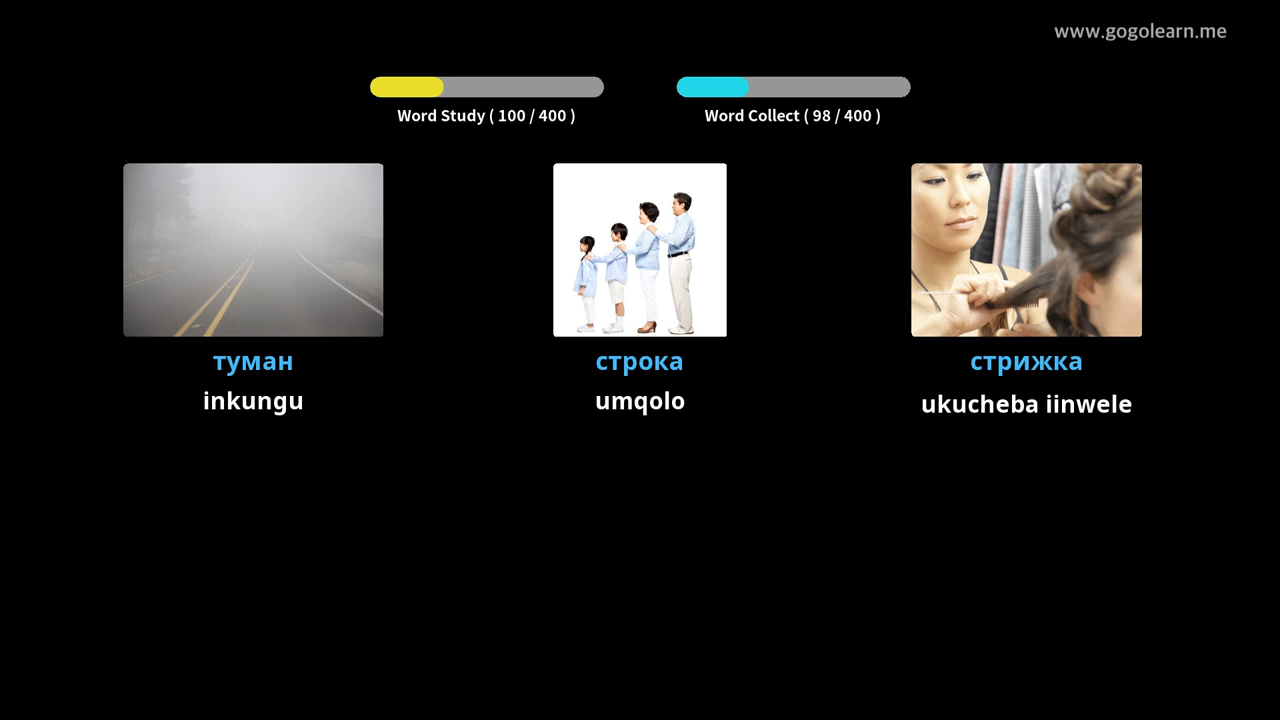 www.gogolearn.me
Word Study ( 100 / 400 )
Word Collect ( 98 / 400 )
туман
inkungu
строка
umqolo
стрижка
ukucheba iinwele